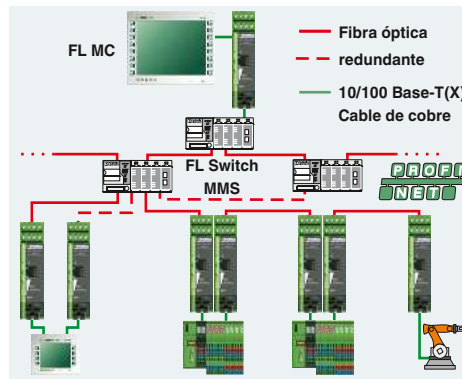 FL MC
Fibra óptica
redundante
10/100 Base-T(X)
Cable de cobre
FL Switch
MMS
PROFI
NET